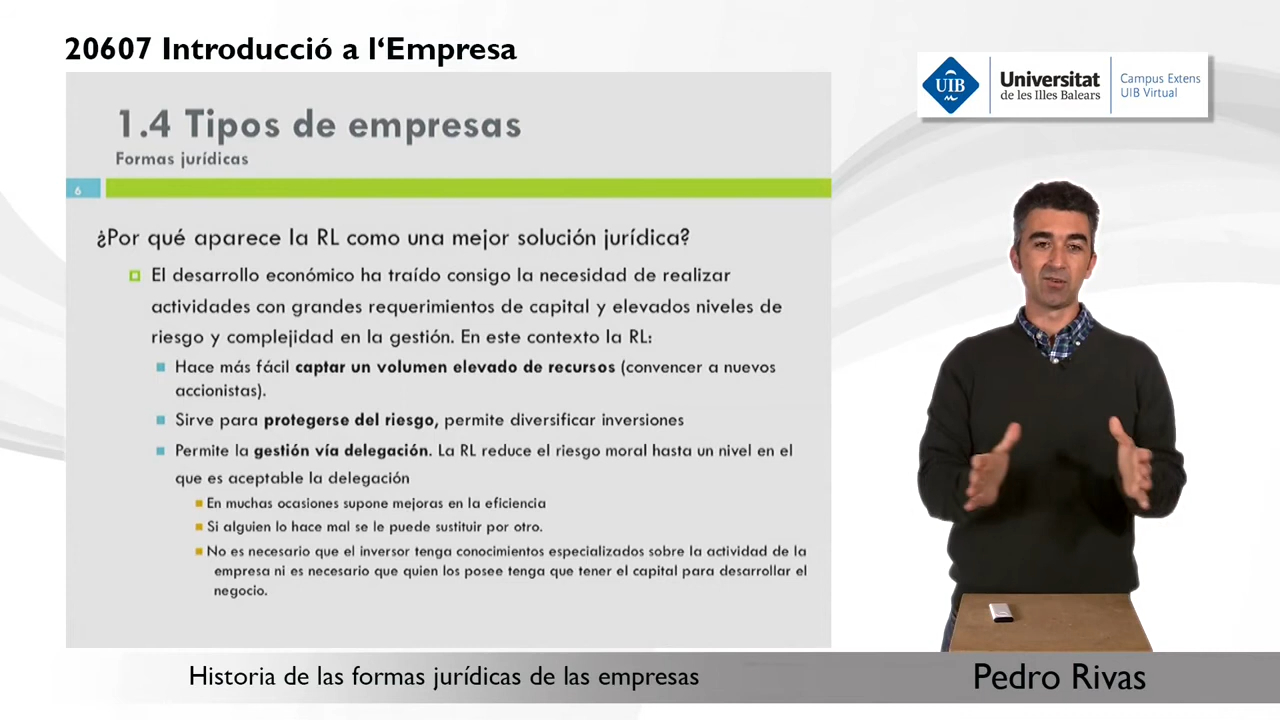 20607 Introducció a l‘Empresa
UIB
Universitat
de les Illes Balears
Campus Extens
UIB Virtual
1.4 Tipos de empresas
Formas jurídicas
6
¿Por qué aparece la RL como una mejor solución jurídica?
El desarrollo económico ha traído consigo la necesidad de realizar
actividades con grandes requerimientos de capital y elevados niveles de
riesgo y complejidad en la gestión. En este contexto la RL:
Hace más fácil captar un volumen elevado de recursos (convencer a nuevos
accionistas).
Sirve para protegerse del riesgo, permite diversificar inversiones
Permite la gestión vía delegación. La RL reduce el riesgo moral hasta un nivel en el
que es aceptable la delegación
En muchas ocasiones supone mejoras en la eficiencia
Si alguien lo hace mal se le puede sustituir por otro.
No es necesario que el inversor tenga conocimientos especializados sobre la actividad de la
empresa ni es necesario que quien los posee tenga que tener el capital para desarrollar el
negocio.
Historia de las formas jurídicas de las empresas
Pedro Rivas